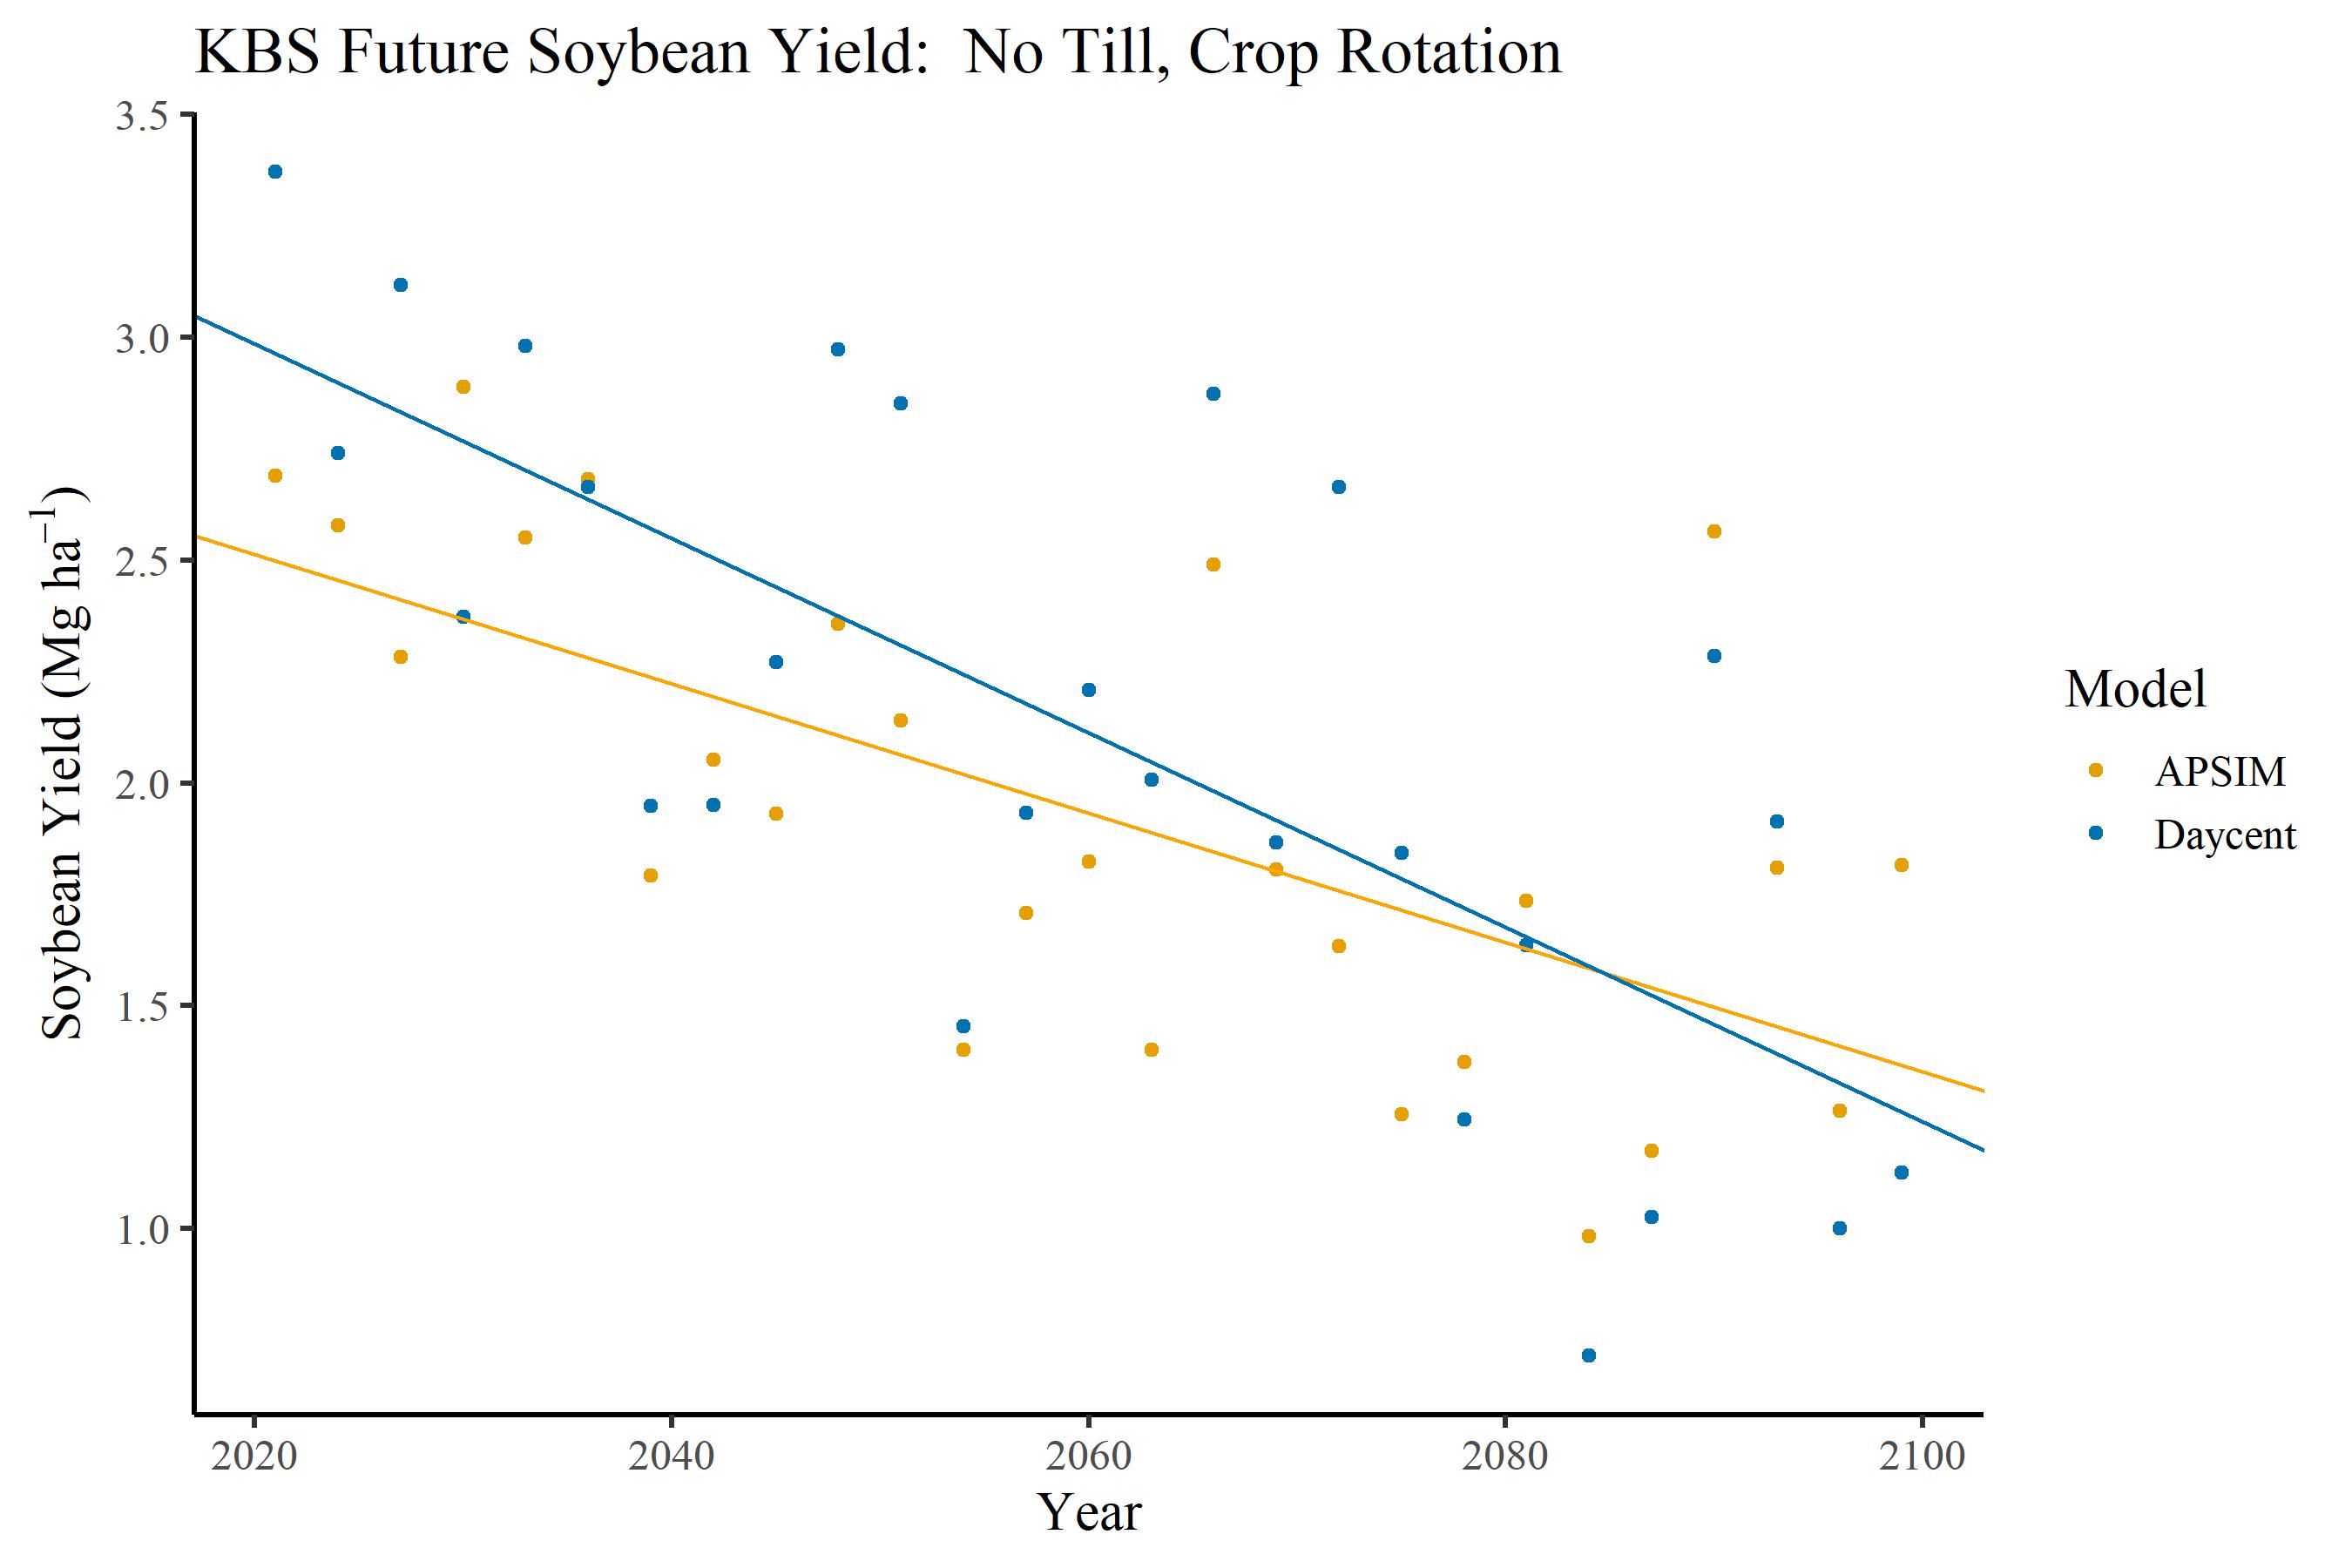 KBS Future Soybean Yield:  No Till, Crop Rotation
3.5
3.0
2.5
2.0
1.5
1.0
Soybean Yield (Mg ha⁻¹)
2020
2040
2060
2080
2100
Year
Model
APSIM
Daycent